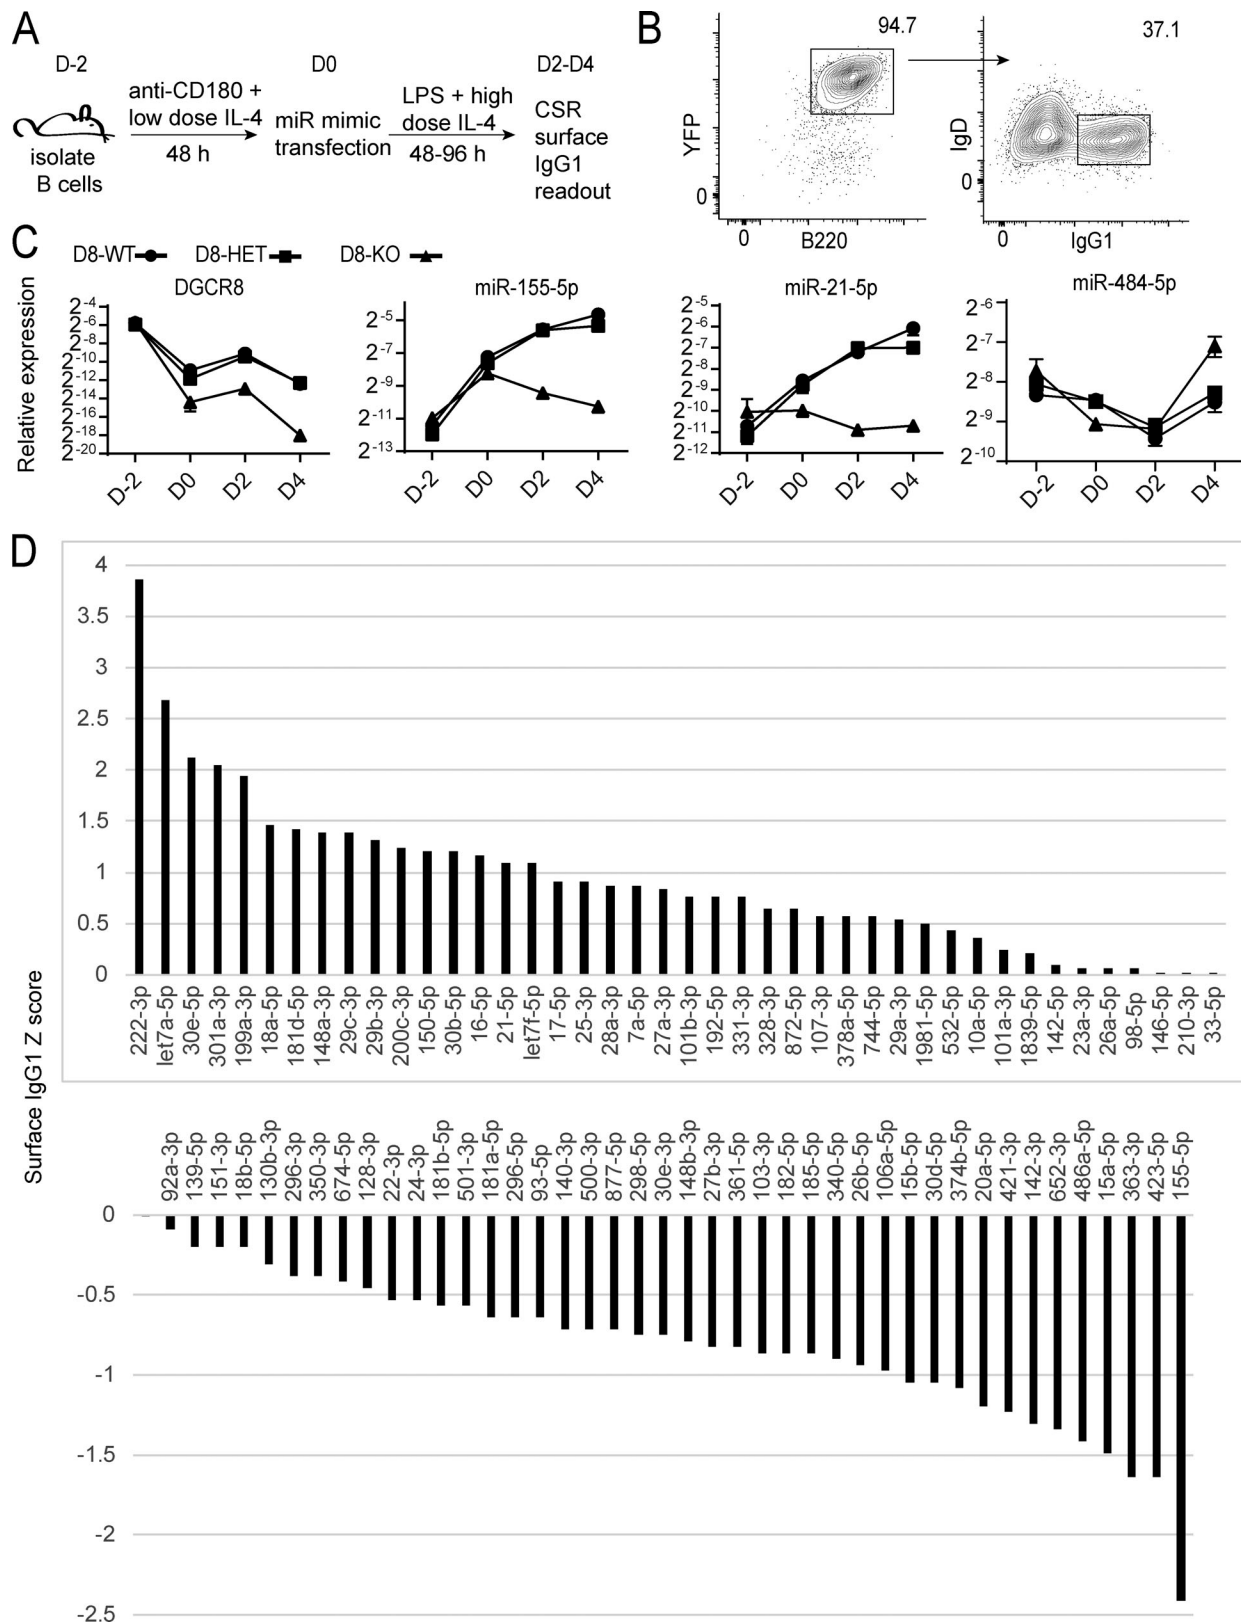 A
D-2
D0
D2-D4
anti-CD180 +
low dose IL-4
48 h
isolate
B cells
miR mimic
transfection
LPS + high
dose IL-4
48-96 h
CSR
surface
IgG1
readout
B
94.7
37.1
YFP
0
0
B220
IgD
0
0
IgG1
C
D8-WT
D8-HET
D8-KO
Relative expression
DGCR8
2-4
2-6
2-8
2-10
2-12
2-14
2-16
2-18
2-20
D-2 D0 D2 D4
miR-155-5p
2-5
2-7
2-9
2-11
2-13
D-2 D0 D2 D4
miR-21-5p
2-5
2-6
2-7
2-8
2-9
2-10
2-11
2-12
D-2 D0 D2 D4
miR-484-5p
2-6
2-7
2-8
2-9
2-10
D-2 D0 D2 D4
D
Surface IgG1 Z score
4
3.5
3
2.5
2
1.5
1
0.5
0
222-3p
let7a-5p
30e-5p
301a-3p
199a-3p
18a-5p
181d-5p
148a-3p
29c-3p
29b-3p
200c-3p
150-5p
30b-5p
16-5p
21-5p
let7f-5p
17-5p
25-3p
28a-3p
7a-5p
27a-3p
101b-3p
192-5p
331-3p
328-3p
872-5p
107-3p
378a-5p
744-5p
29a-3p
1981-5p
532-5p
10a-5p
101a-3p
1839-5p
142-5p
23a-3p
26a-5p
98-5p
146-5p
210-3p
33-5p
92a-3p
139-5p
151-3p
18b-5p
130b-3p
296-3p
350-3p
674-5p
128-3p
22-3p
24-3p
181b-5p
501-3p
181a-5p
296-5p
93-5p
140-3p
500-3p
877-5p
298-5p
30e-3p
148b-3p
27b-3p
361-5p
103-3p
182-5p
185-5p
340-5p
26b-5p
106a-5p
15b-5p
30d-5p
374b-5p
20a-5p
421-3p
142-3p
652-3p
486a-5p
15a-5p
363-3p
423-5p
155-5p
0
-0.5
-1
-1.5
-2
-2.5